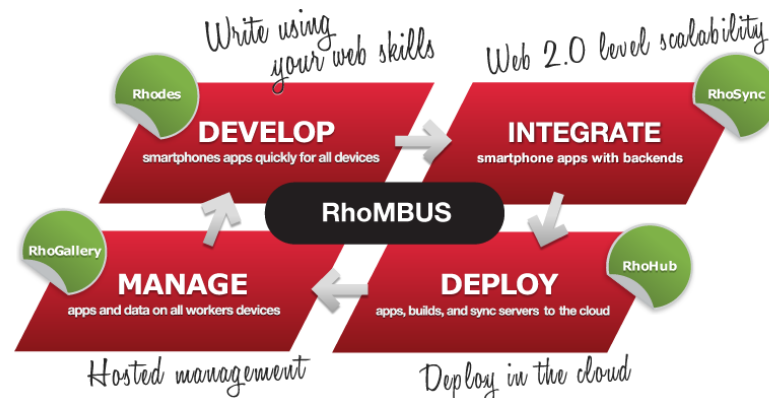 Write using
your web skills
Web 2.0 level scalability
Rhodes
DEVELOP
smartphones apps quickly for all devices
RhoSync
INTEGRATE
smartphone apps with backends
RhoMBUS
RhoGallery
MANAGE
apps and data on all workers devices
RhoHub
DEPLOY
apps, builds, and sync servers to the cloud
Hosted management
Deploy in the cloud